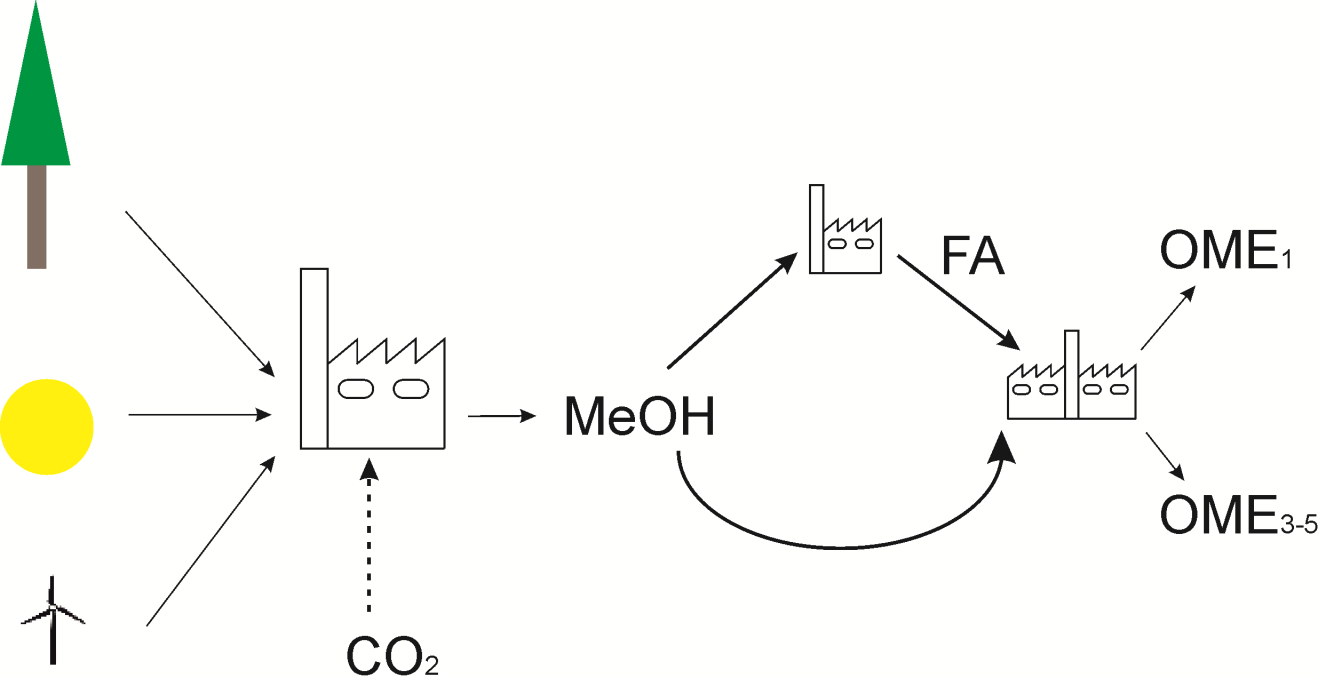 FA
OME₁
MeOH
OME₃₋₅
CO₂